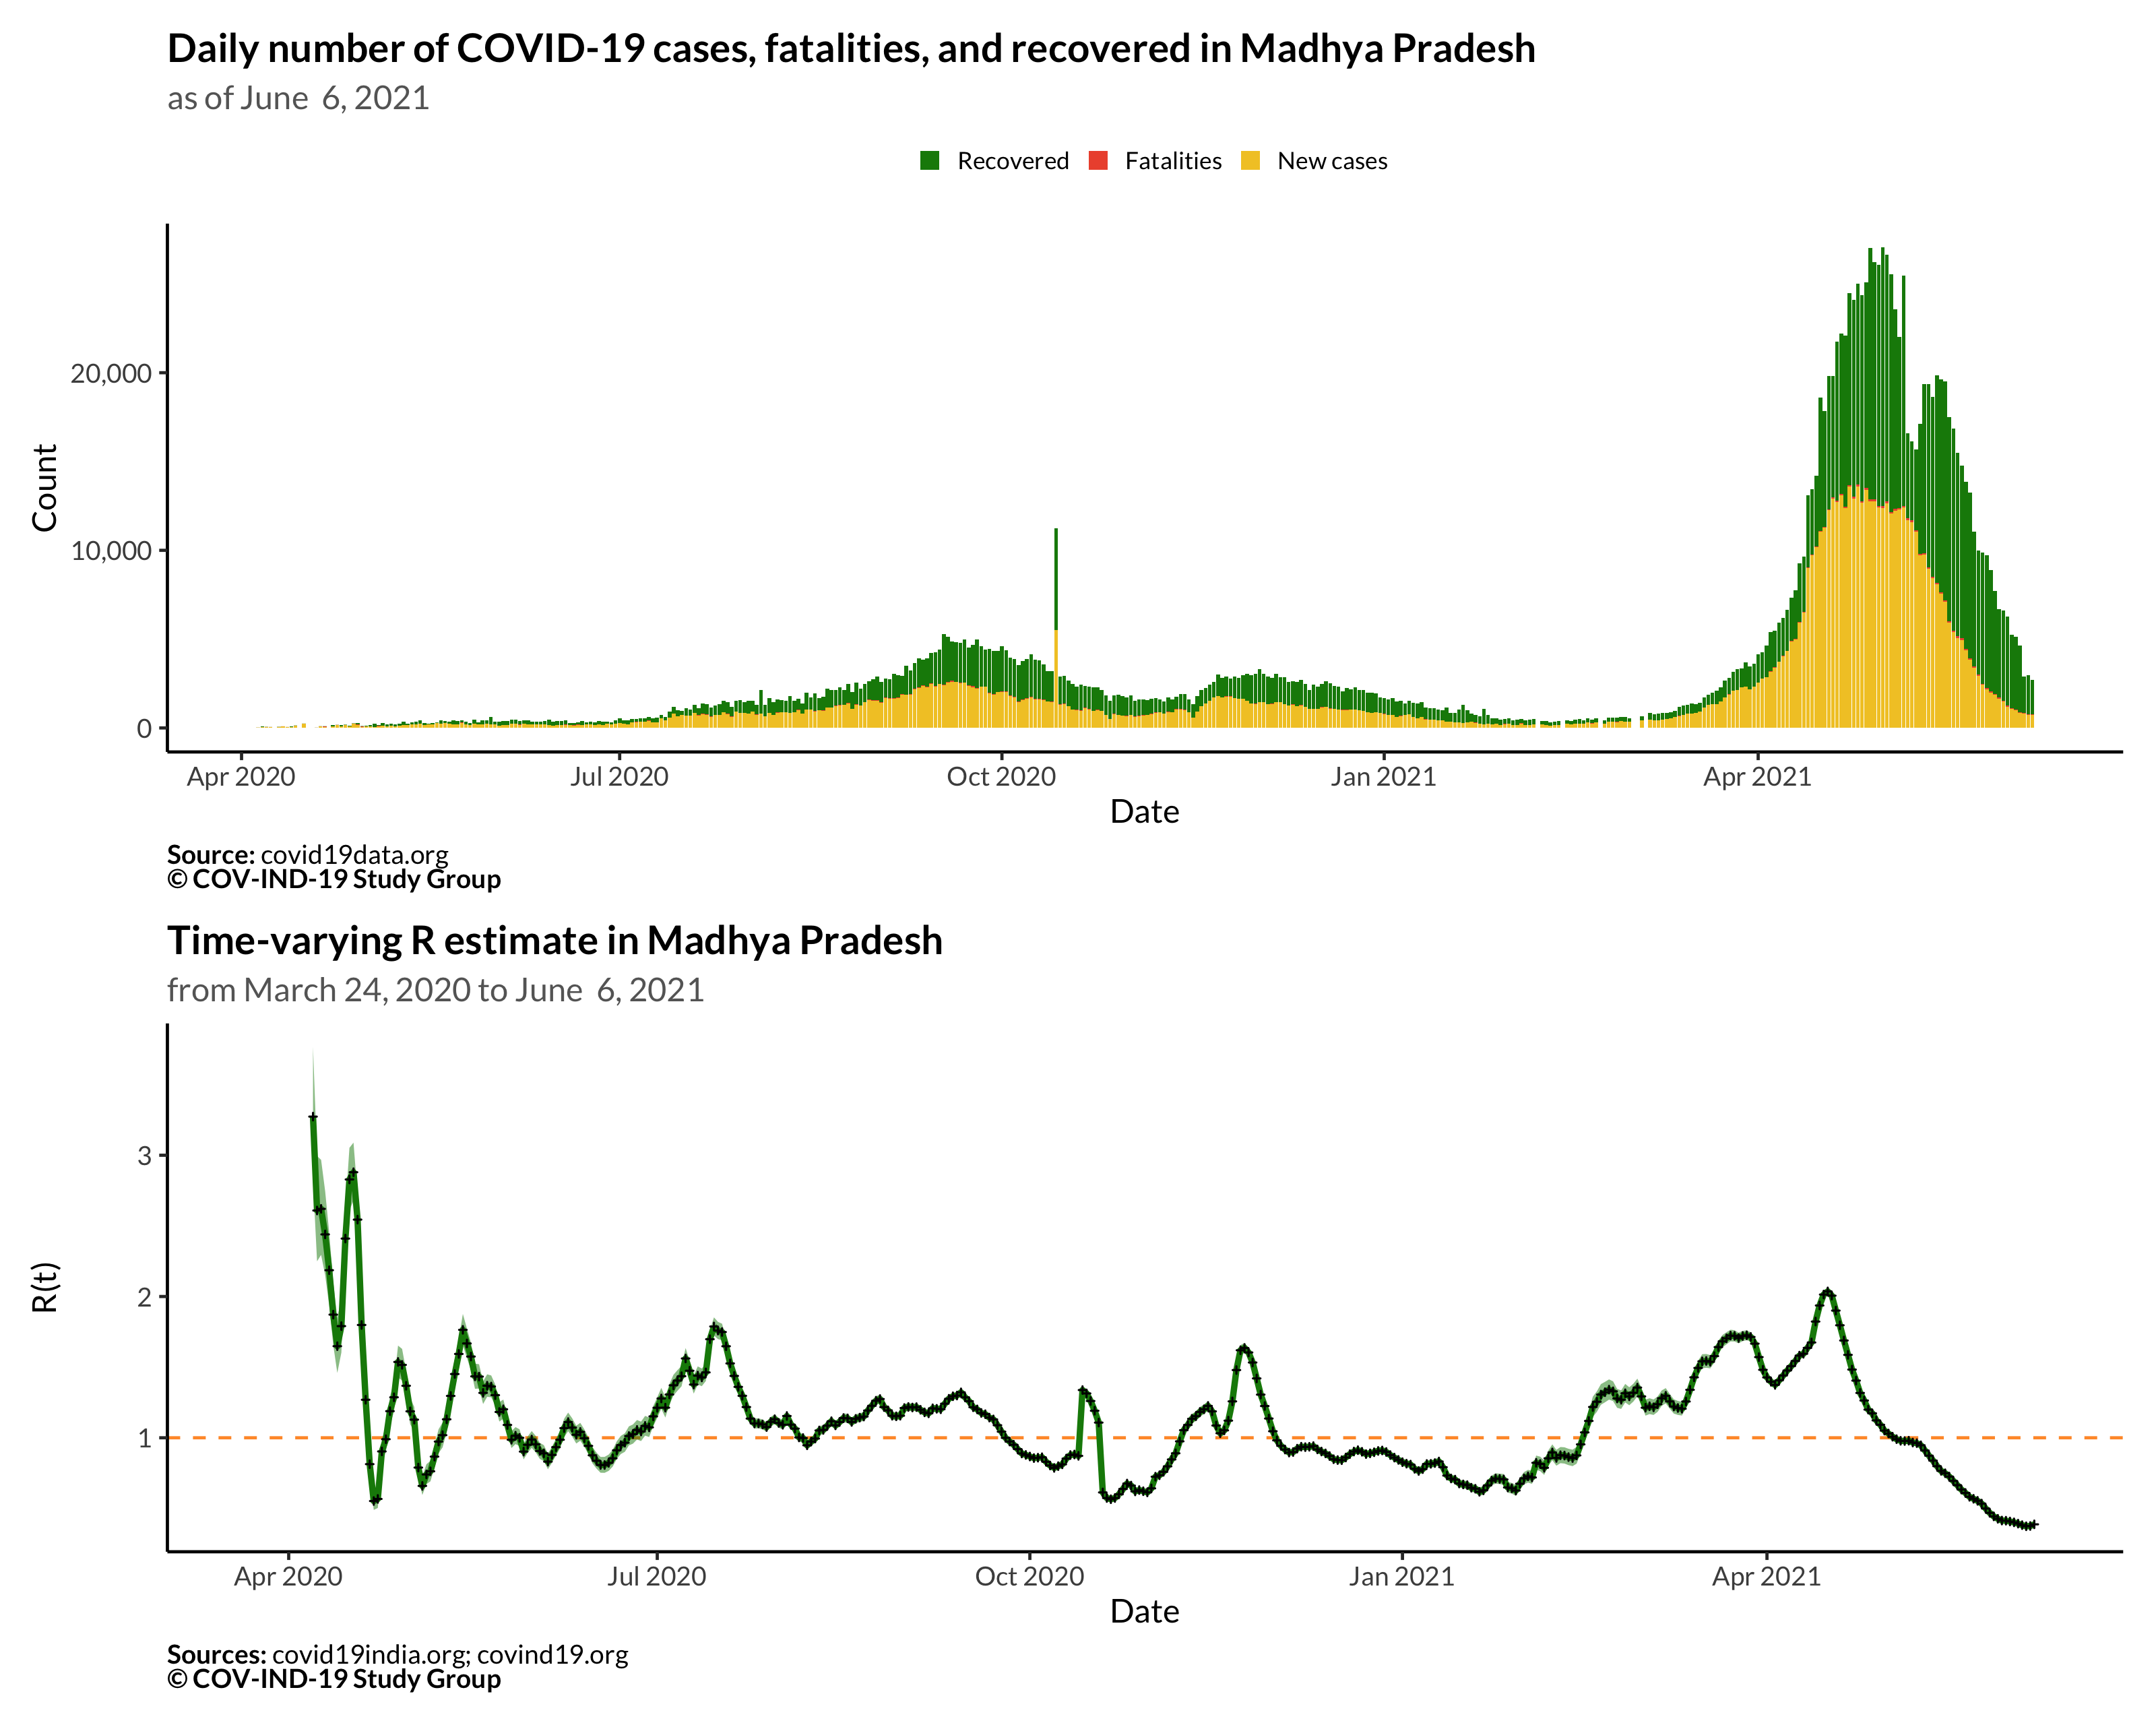 Daily number of COVID-19 cases, fatalities, and recovered in Madhya Pradesh
as of June  6, 2021
Recovered Fatalities New cases
Count
20,000
10,000
0
Apr 2020 Jul 2020 Oct 2020 Jan 2021 Apr 2021
Date
Source: covid19data.org
© COV-IND-19 Study Group
Time-varying R estimate in Madhya Pradesh
from March 24, 2020 to June  6, 2021
R(t)
3
2
1
Apr 2020 Jul 2020 Oct 2020 Jan 2021 Apr 2021
Date
Sources: covid19india.org; covind19.org
© COV-IND-19 Study Group